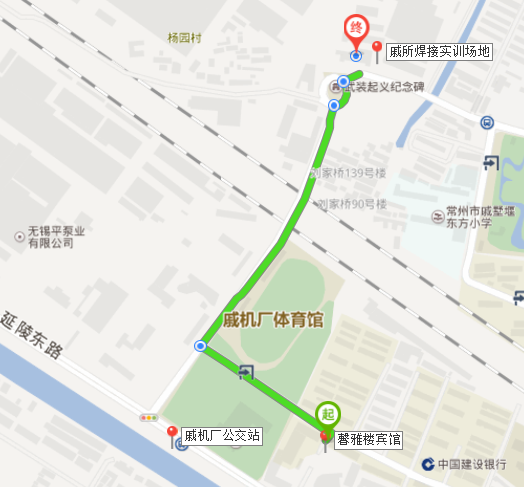 杨园村
终
戚所焊接实训场地
武装起义纪念碑
刘家桥139号楼
刘家桥90号楼
常州市戚墅堰
东方小学
无锡平泵业
有限公司
戚机厂体育馆
延陵东路
起
戚机厂公交站
馨雅楼宾馆
中国建设银行